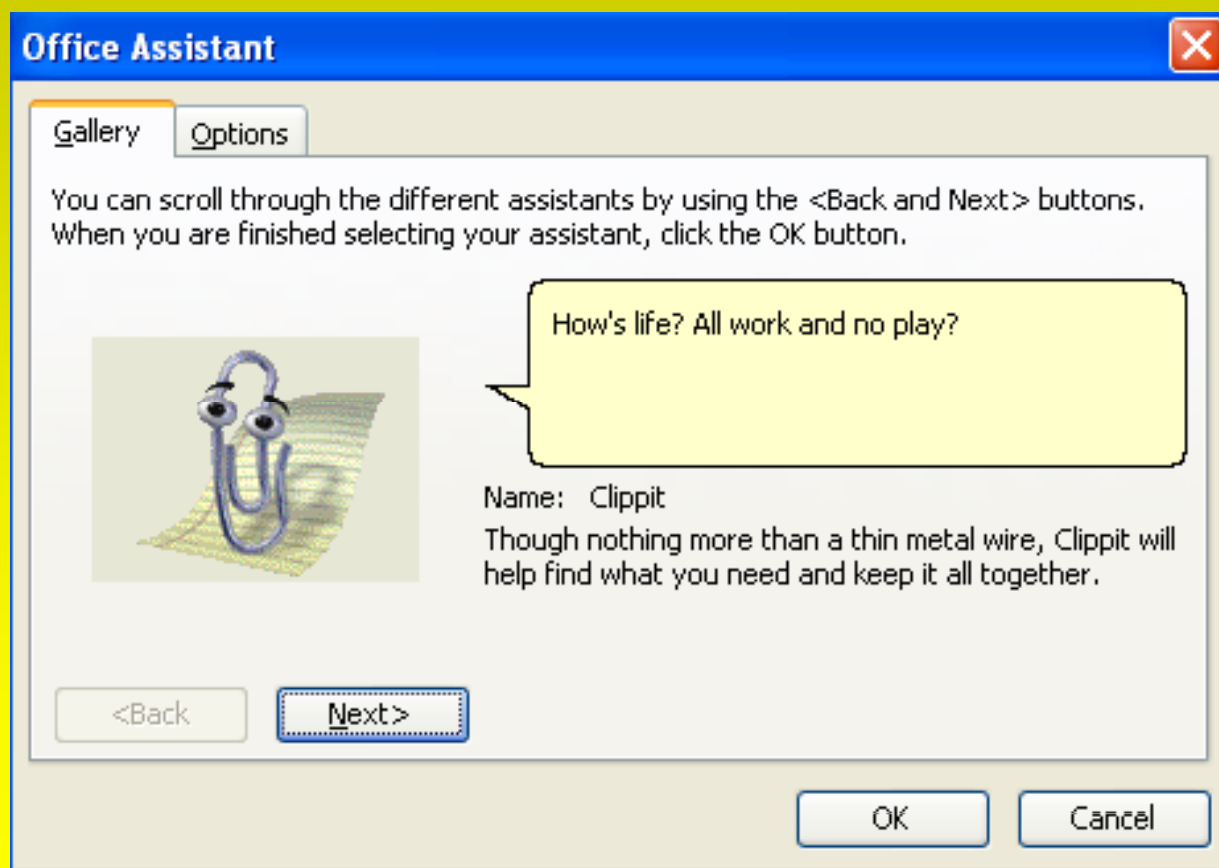 Office Assistant
Gallery
Options
You can scroll through the different assistants by using the <Back and Next> buttons.
When you are finished selecting your assistant, click the OK button.
How's life? All work and no play?
Name: Clippit
Though nothing more than a thin metal wire, Clippit will
help find what you need and keep it all together.
<Back
Next>
OK
Cancel